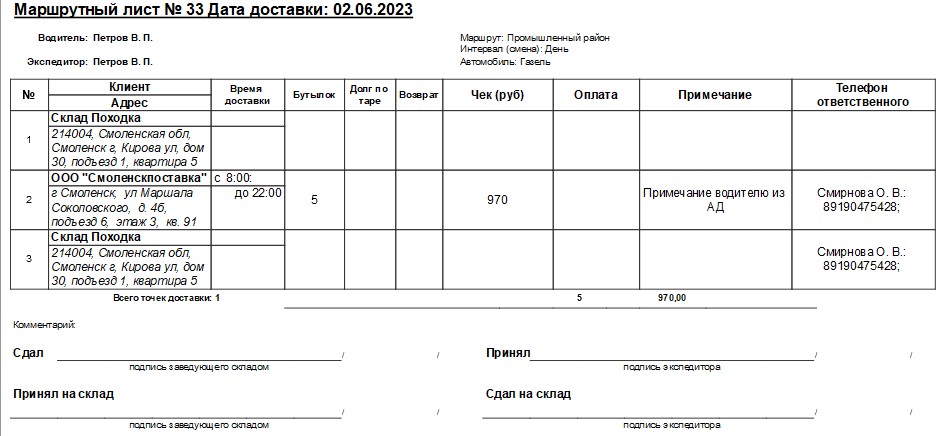 Маршрутный лист № 33 Дата доставки: 02.06.2023
Водитель: Петров В. П.
Маршрут: Промышленный район
Интервал (смена): День
Экспедитор: Петров В. П.
Автомобиль: Газель
№
Клиент
Адрес
Время
доставки
Бутылок
Долг по
таре
Возврат
Чек (руб)
Оплата
Примечание
Телефон
ответственного
1
Склад Походка
214004, Смоленская обл,
Смоленск г, Кирова ул, дом
30, подъезд 1, квартира 5
2
ООО "Смоленскпоставка"
г Смоленск, ул Маршала
Соколовского, д. 4б,
подъезд 6, этаж 3, кв. 91
с 8:00:
до 22:00
5
970
Примечание водителю из
АД
Смирнова О. В.:
89190475428;
3
Склад Походка
214004, Смоленская обл,
Смоленск г, Кирова ул, дом
30, подъезд 1, квартира 5
Смирнова О. В.:
89190475428;
Всего точек доставки: 1
5
970,00
Комментарий:
Сдал / /
подпись заведующего складом
Принял / /
подпись экспедитора
Принял на склад
/ /
подпись заведующего складом
Сдал на склад
/ /
подпись экспедитора